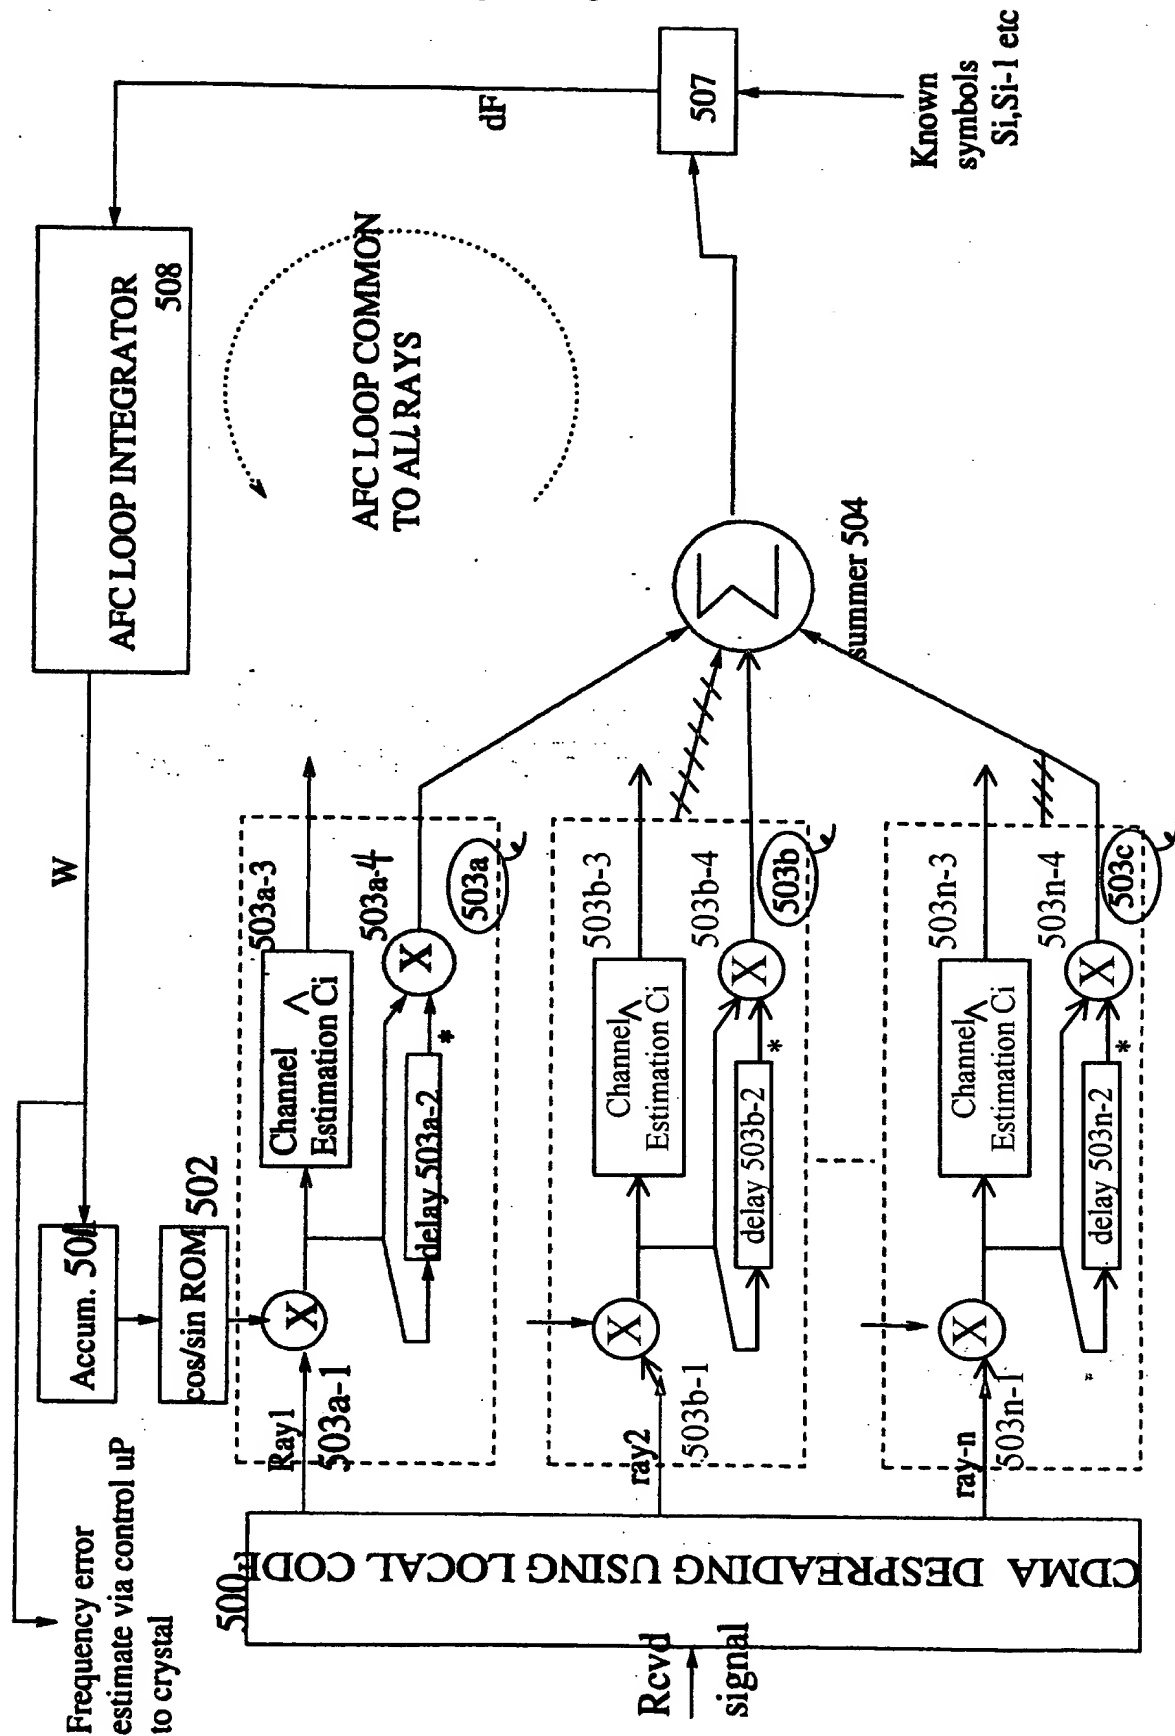 Frequency error
estimate via control uP
to crystal
W
AFC LOOP INTEGRATOR
508
dF
507
Known
symbols
Si,Si-1 etc
AFC LOOP COMMON
TO ALL RAYS
Accum.
cos/sin ROM 502
Rcvd
signal
500
CDMA DESPREADING USING LOCAL CODE
Ray1
503a-1
X
Channel ^
Estimation Ci
503a-3
delay 503a-2
*
X
503a-4
503a
ray2
503b-1
X
Channel ^
Estimation Ci
503b-3
delay 503b-2
*
X
503b-4
503b
ray-n
503n-1
X
Channel ^
Estimation Ci
503n-3
delay 503n-2
*
X
503n-4
503c
Σ
summer 504